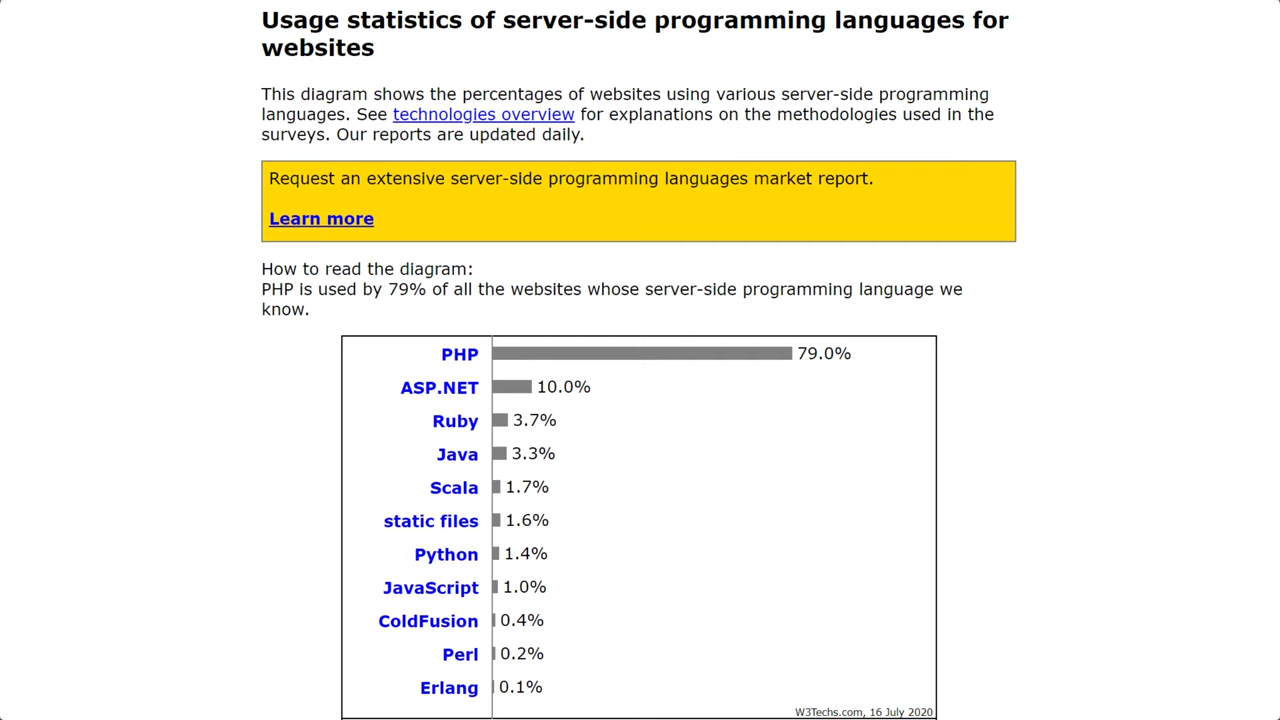 Usage statistics of server-side programming languages for
websites
This diagram shows the percentages of websites using various server-side programming
languages. See technologies overview for explanations on the methodologies used in the
surveys. Our reports are updated daily.
Request an extensive server-side programming languages market report.
Learn more
How to read the diagram:
PHP is used by 79% of all the websites whose server-side programming language we
know.
PHP 79.0%
ASP.NET 10.0%
Ruby 3.7%
Java 3.3%
Scala 1.7%
static files 1.6%
Python 1.4%
JavaScript 1.0%
ColdFusion 0.4%
Perl 0.2%
Erlang 0.1%
W3Techs.com, 16 July 2020